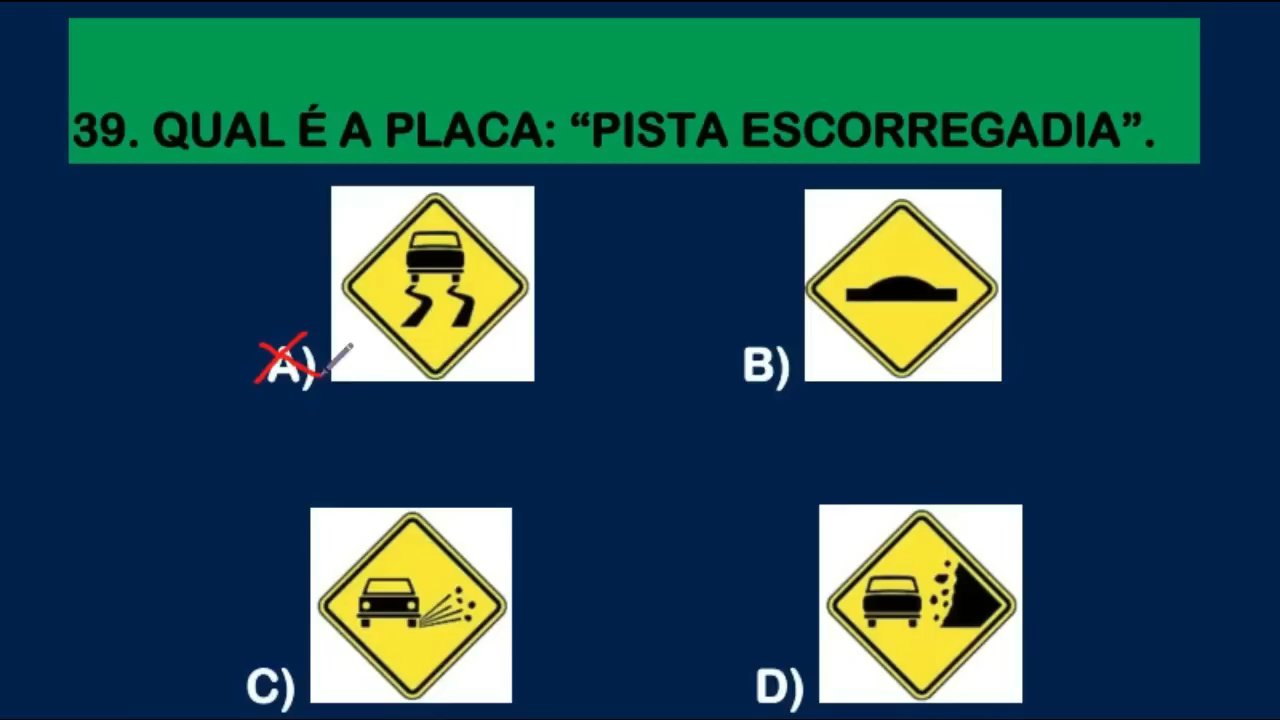 39. QUAL É A PLACA: “PISTA ESCORREGADIA”.
A)
B)
C)
D)